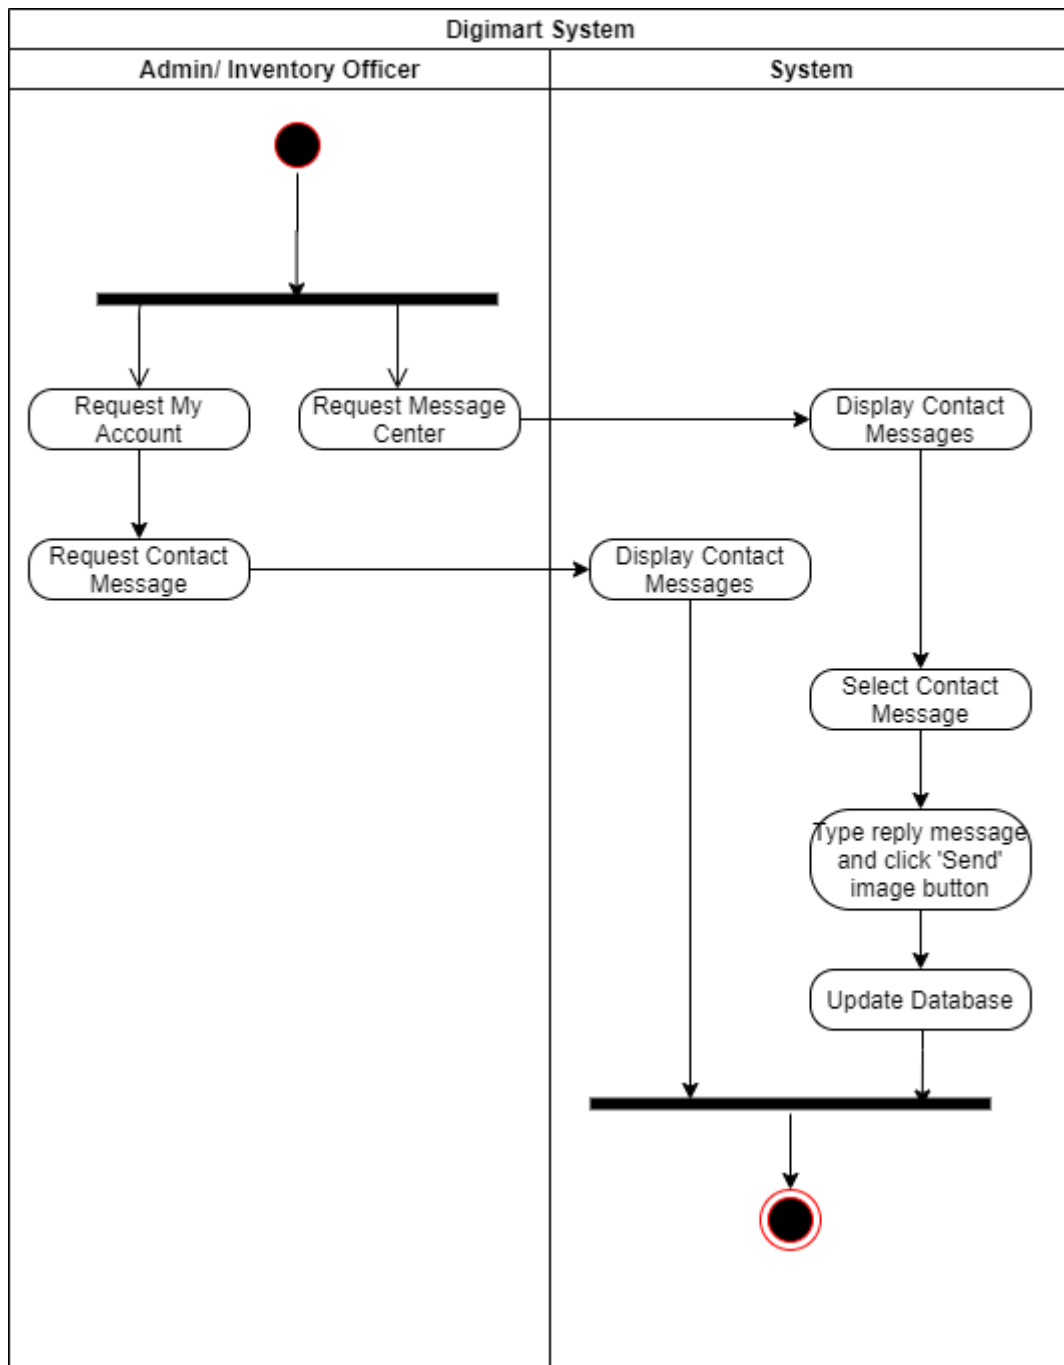 Digimart System
Admin/ Inventory Officer
System
Request My
Account
Request Message
Center
Display Contact
Messages
Request Contact
Message
Display Contact
Messages
Select Contact
Message
Type reply message
and click 'Send'
image button
Update Database